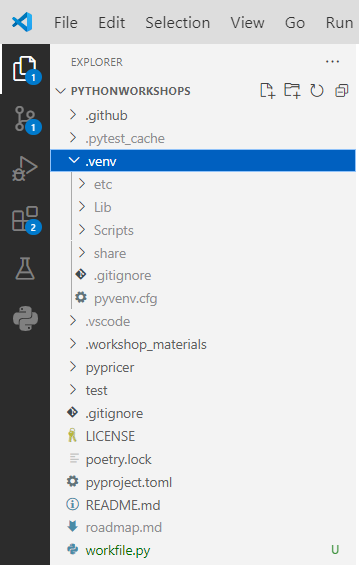 File Edit Selection View Go Run
EXPLORER ···
PYTHONWORKSHOPS
.github
.pytest_cache
.venv
etc
Lib
Scripts
share
.gitignore
pyvenv.cfg
.vscode
.workshop_materials
pypricer
test
.gitignore
LICENSE
poetry.lock
pyproject.toml
README.md
roadmap.md
workfile.py U
1
1
2